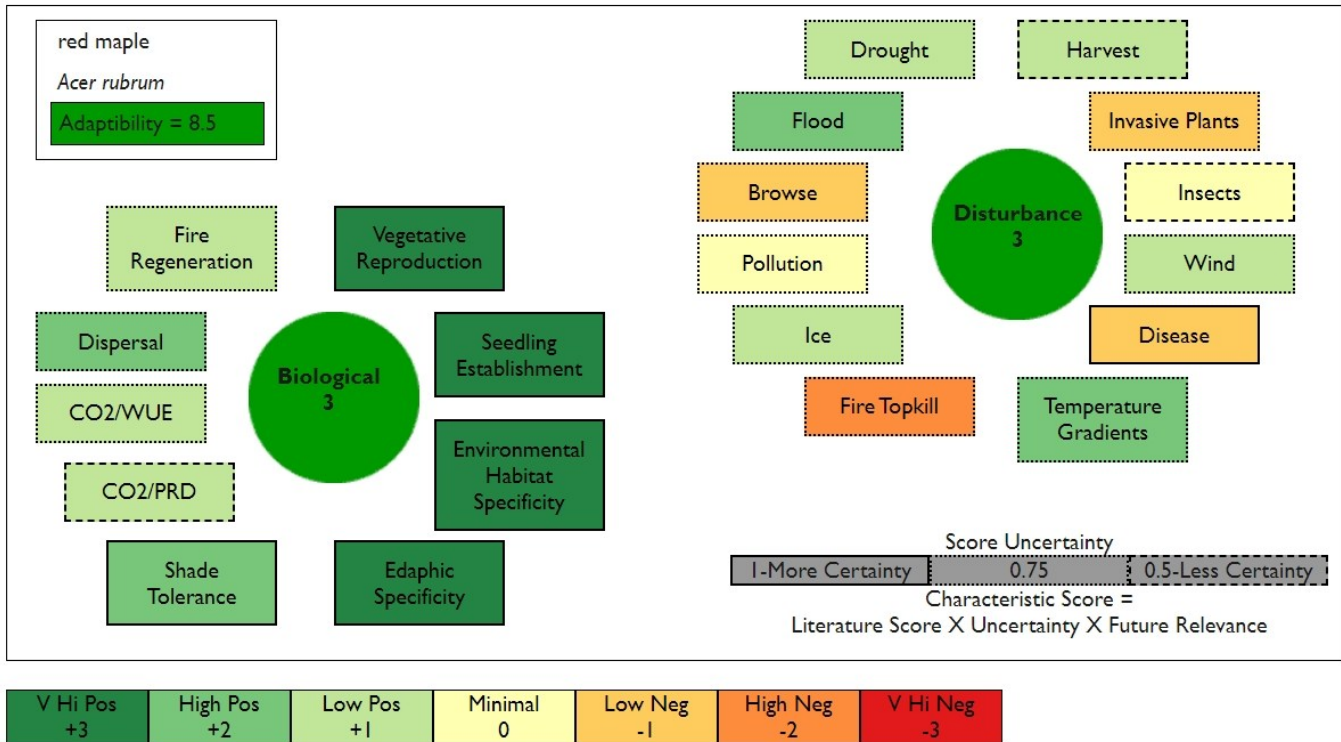 red maple
Acer rubrum
Adaptibility = 8.5
Fire
Regeneration
Vegetative
Reproduction
Dispersal
Seedling
Establishment
Biological
3
CO2/WUE
Environmental
Habitat
Specificity
CO2/PRD
Shade
Tolerance
Edaphic
Specificity
Drought
Harvest
Flood
Invasive Plants
Browse
Insects
Disturbance
3
Pollution
Wind
Ice
Disease
Fire Topkill
Temperature
Gradients
Score Uncertainty
1-More Certainty
0.75
0.5-Less Certainty
Characteristic Score =
Literature Score X Uncertainty X Future Relevance
V Hi Pos
+3
High Pos
+2
Low Pos
+1
Minimal
0
Low Neg
-1
High Neg
-2
V Hi Neg
-3